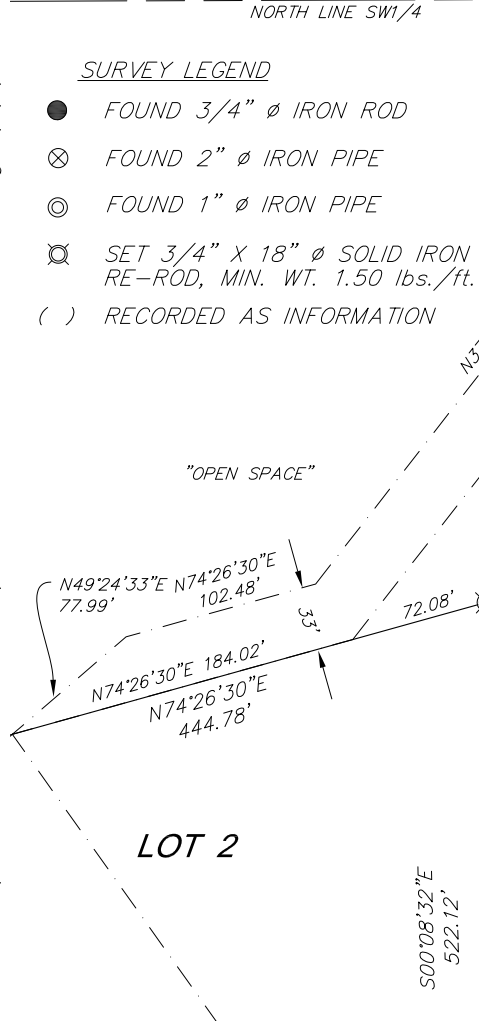 NORTH LINE SW1/4
SURVEY LEGEND
FOUND 3/4" ø IRON ROD
FOUND 2" ø IRON PIPE
FOUND 1" ø IRON PIPE
SET 3/4" X 18" ø SOLID IRON
RE-ROD, MIN. WT. 1.50 lbs./ft.
( ) RECORDED AS INFORMATION
"OPEN SPACE"
N49°24'33"E
77.99'
N74°26'30"E
102.48'
33'
72.08'
N74°26'30"E 184.02'
N74°26'30"E
444.78'
LOT 2
S00°08'32"E
522.12'